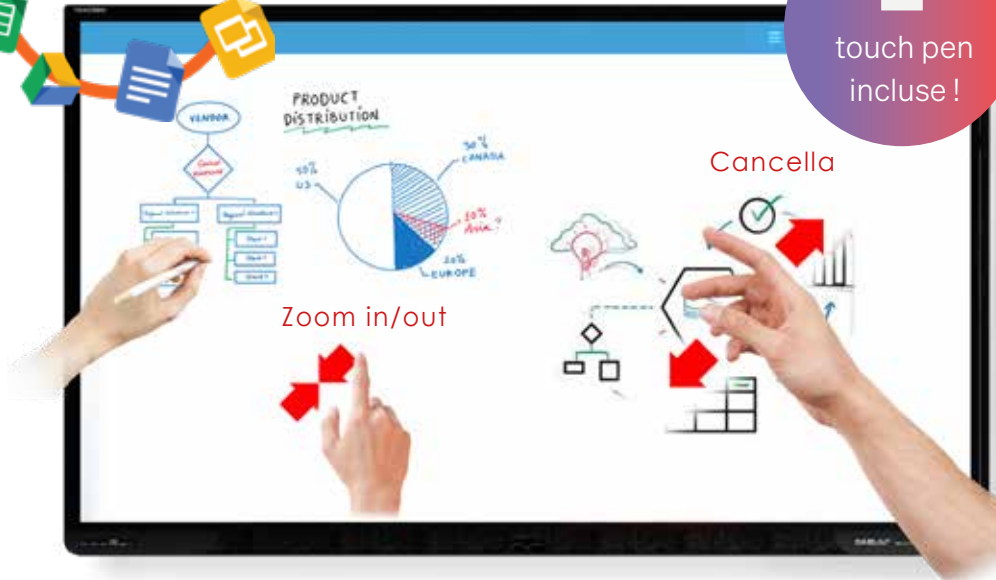 touch pen
incluse !
PRODUCT
DISTRIBUTION
VENDOR
30%
CANADA
50%
US
10%
Asia?
20%
EUROPE
Cancella
Zoom in/out